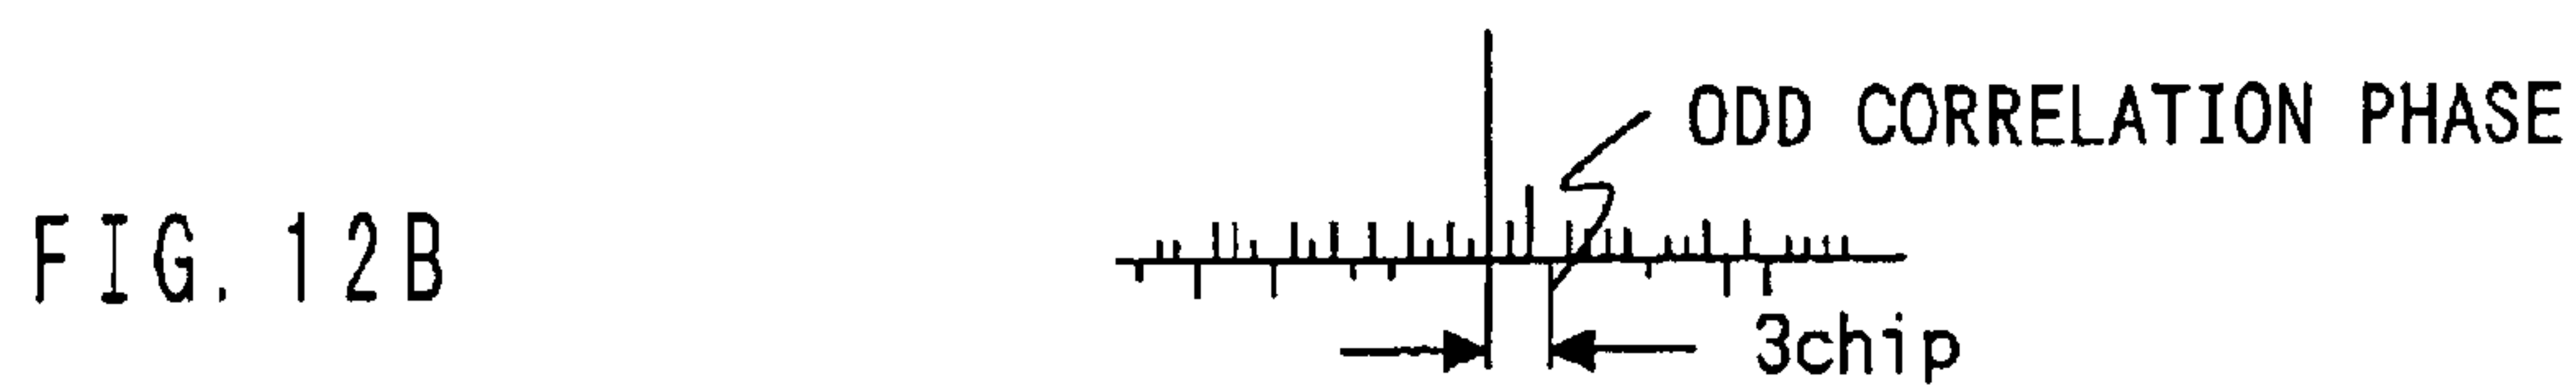 ODD CORRELATION PHASE
FIG. 12B
3chip